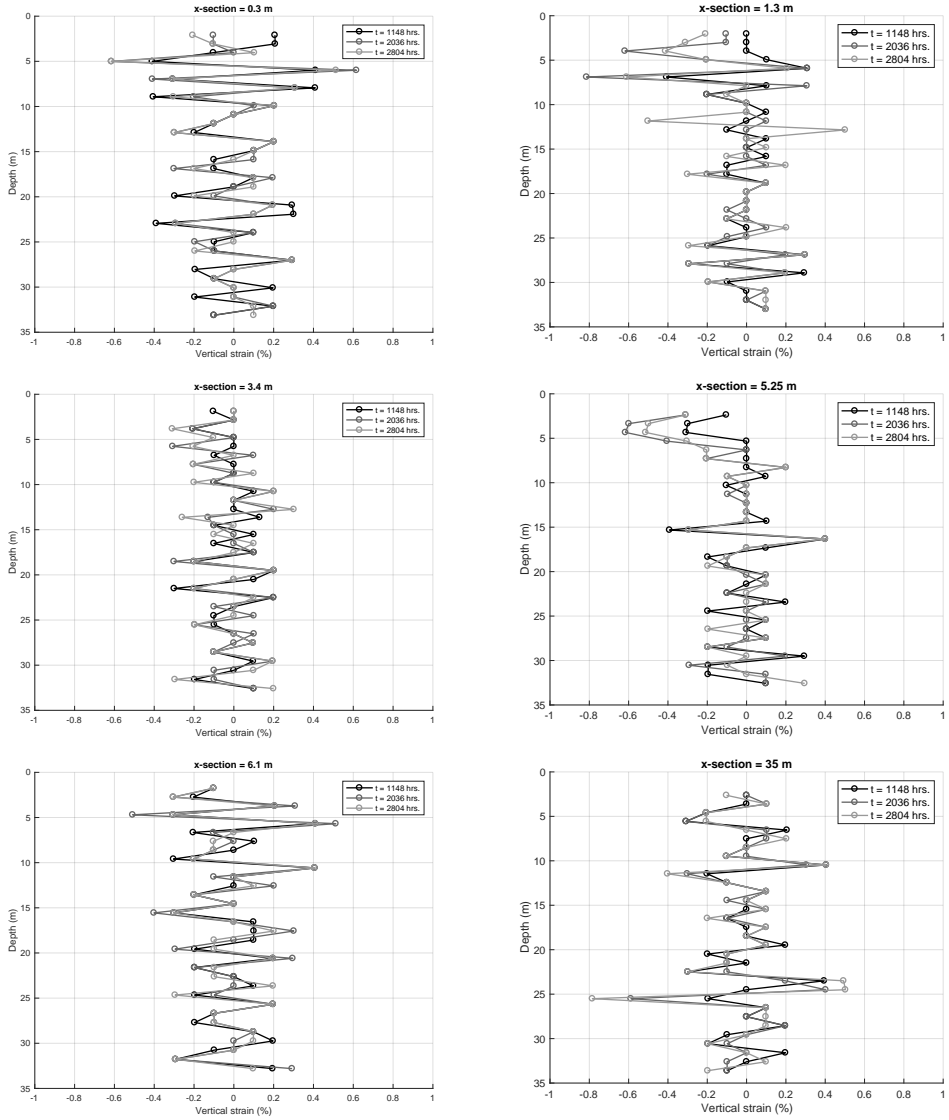 x-section = 0.3 m
t = 1148 hrs.
t = 2036 hrs.
t = 2804 hrs.
0
5
10
15
20
25
30
35
Depth (m)
-1 -0.8 -0.6 -0.4 -0.2 0 0.2 0.4 0.6 0.8 1
Vertical strain (%)
x-section = 1.3 m
t = 1148 hrs.
t = 2036 hrs.
t = 2804 hrs.
0
5
10
15
20
25
30
35
Depth (m)
-1 -0.8 -0.6 -0.4 -0.2 0 0.2 0.4 0.6 0.8 1
Vertical strain (%)
x-section = 3.4 m
t = 1148 hrs.
t = 2036 hrs.
t = 2804 hrs.
0
5
10
15
20
25
30
35
Depth (m)
-1 -0.8 -0.6 -0.4 -0.2 0 0.2 0.4 0.6 0.8 1
Vertical strain (%)
x-section = 5.25 m
t = 1148 hrs.
t = 2036 hrs.
t = 2804 hrs.
0
5
10
15
20
25
30
35
Depth (m)
-1 -0.8 -0.6 -0.4 -0.2 0 0.2 0.4 0.6 0.8 1
Vertical strain (%)
x-section = 6.1 m
t = 1148 hrs.
t = 2036 hrs.
t = 2804 hrs.
0
5
10
15
20
25
30
35
Depth (m)
-1 -0.8 -0.6 -0.4 -0.2 0 0.2 0.4 0.6 0.8 1
Vertical strain (%)
x-section = 35 m
t = 1148 hrs.
t = 2036 hrs.
t = 2804 hrs.
0
5
10
15
20
25
30
35
Depth (m)
-1 -0.8 -0.6 -0.4 -0.2 0 0.2 0.4 0.6 0.8 1
Vertical strain (%)